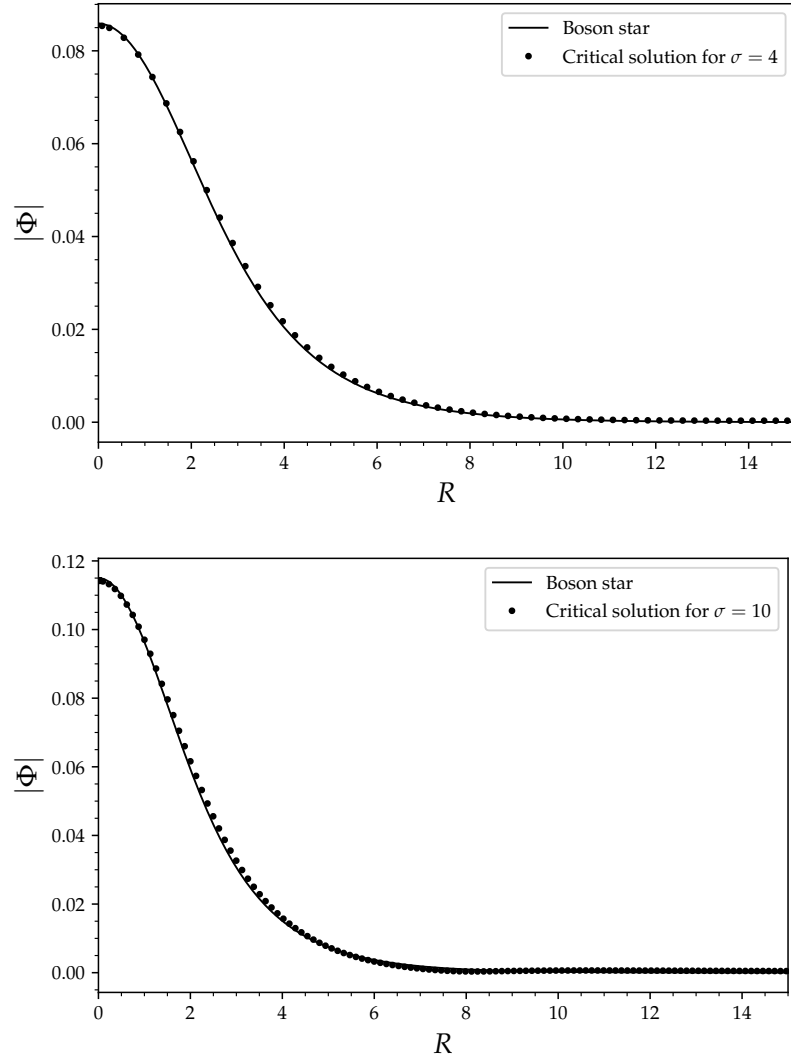 Boson star
Critical solution for σ = 4
|Φ|
0.08
0.06
0.04
0.02
0.00
0 2 4 6 8 10 12 14
R
Boson star
Critical solution for σ = 10
|Φ|
0.12
0.10
0.08
0.06
0.04
0.02
0.00
0 2 4 6 8 10 12 14
R